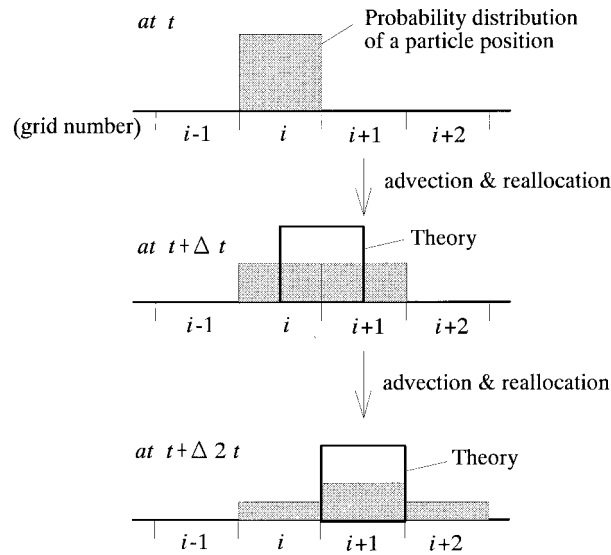 at t
Probability distribution
of a particle position
(grid number)
i-1 i i+1 i+2
advection & reallocation
at t+Δ t
Theory
i-1 i i+1 i+2
advection & reallocation
at t+Δ 2 t
Theory
i-1 i i+1 i+2